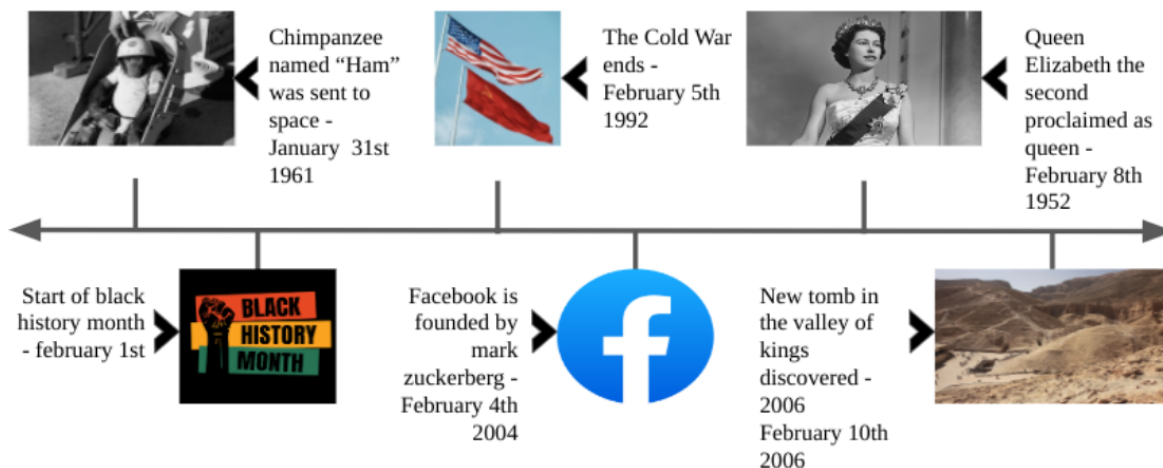 Chimpanzee
named “Ham”
was sent to
space -
January 31st
1961
The Cold War
ends -
February 5th
1992
Queen
Elizabeth the
second
proclaimed as
queen -
February 8th
1952
Start of black
history month
- february 1st
BLACK
HISTORY
MONTH
Facebook is
founded by
mark
zuckerberg -
February 4th
2004
f
New tomb in
the valley of
kings
discovered -
2006
February 10th
2006